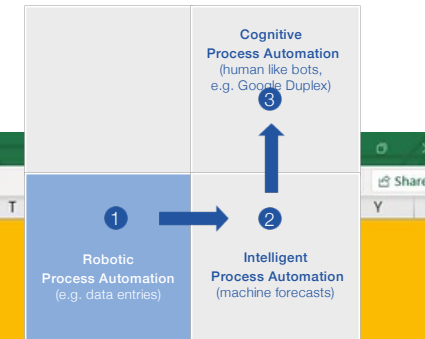 Cognitive
Process Automation
(human like bots,
e.g. Google Duplex)
3
Share
T
Y
1
2
Robotic
Process Automation
(e.g. data entries)
Intelligent
Process Automation
(machine forecasts)